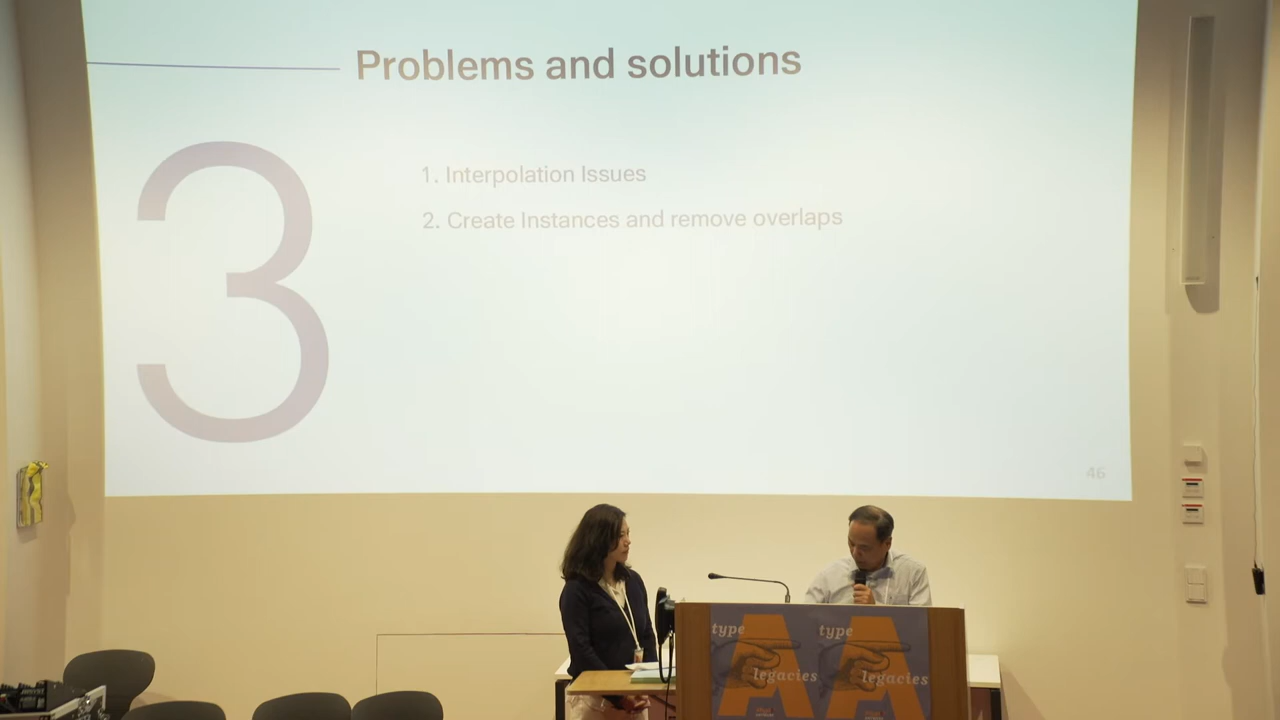 Problems and solutions
3
1. Interpolation Issues
2. Create Instances and remove overlaps
46
type
legacies
type
legacies